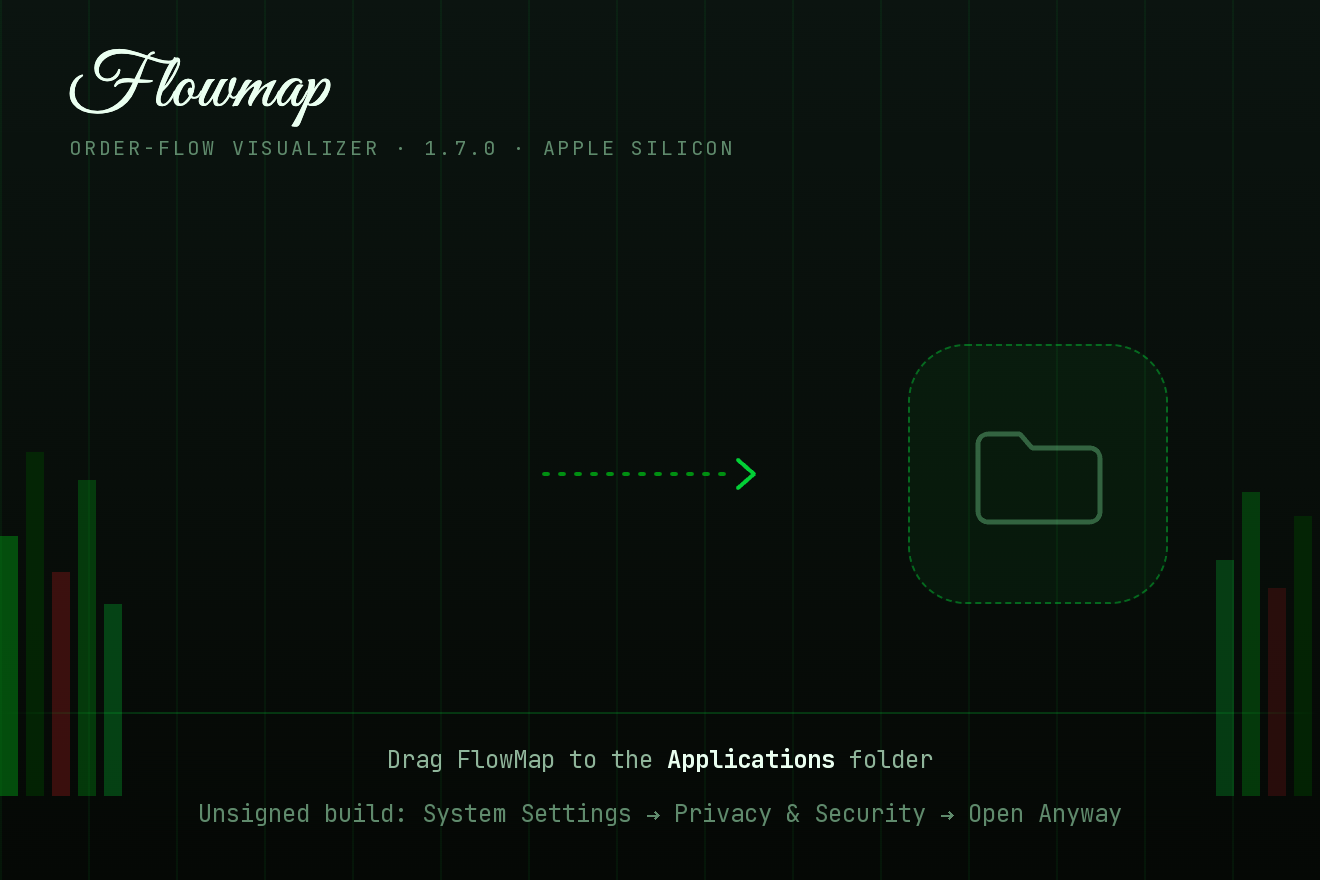 Flowmap
ORDER-FLOW VISUALIZER · 1.7.0 · APPLE SILICON
Drag FlowMap to the Applications folder
Unsigned build: System Settings → Privacy & Security → Open Anyway